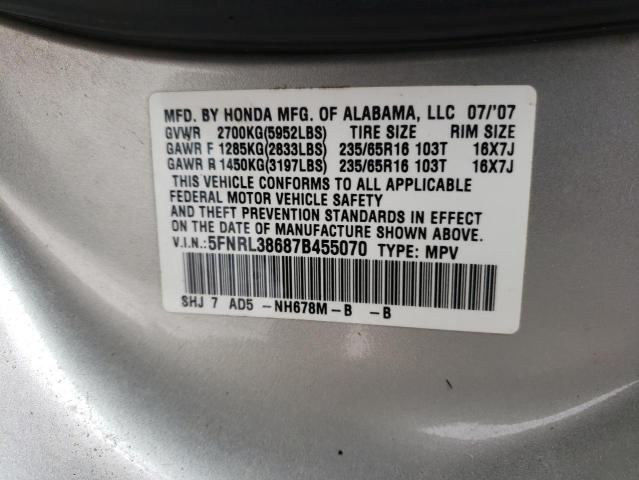 MFD. BY HONDA MFG. OF ALABAMA, LLC 07/'07
GVWR 2700KG(5952LBS) TIRE SIZE RIM SIZE
GAWR F 1285KG(2833LBS) 235/65R16 103T 16X7J
GAWR R 1450KG(3197LBS) 235/65R16 103T 16X7J
THIS VEHICLE CONFORMS TO ALL APPLICABLE
FEDERAL MOTOR VEHICLE SAFETY
AND THEFT PREVENTION STANDARDS IN EFFECT
ON THE DATE OF MANUFACTURE SHOWN ABOVE.
V.I.N.:5FNRL38687B455070 TYPE: MPV
SHJ 7 AD5 -NH678M-B -B